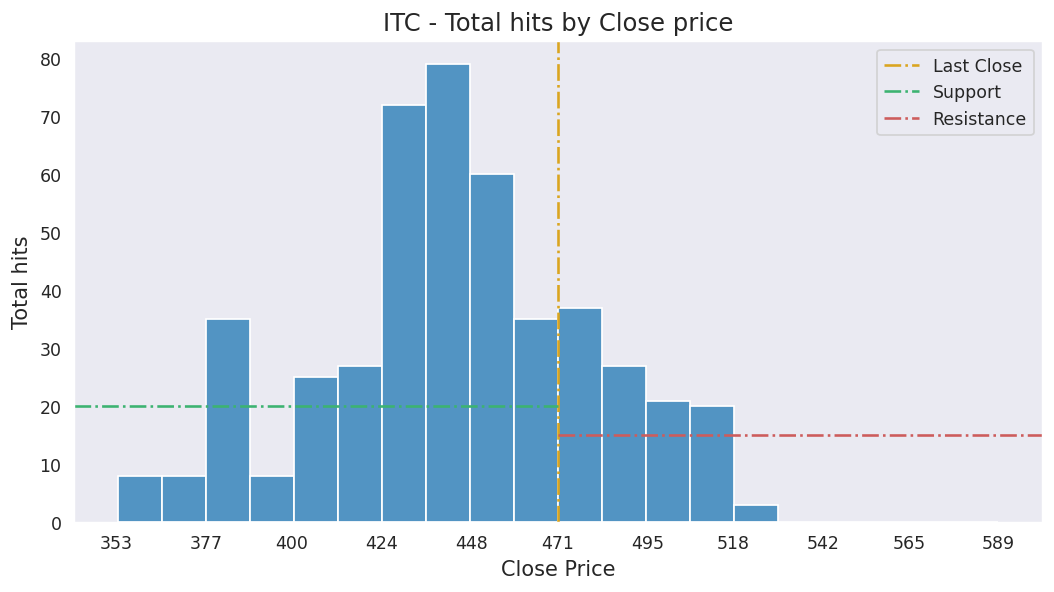 ITC - Total hits by Close price
Last Close
Support
Resistance
Total hits
80
70
60
50
40
30
20
10
0
353 377 400 424 448 471 495 518 542 565 589
Close Price